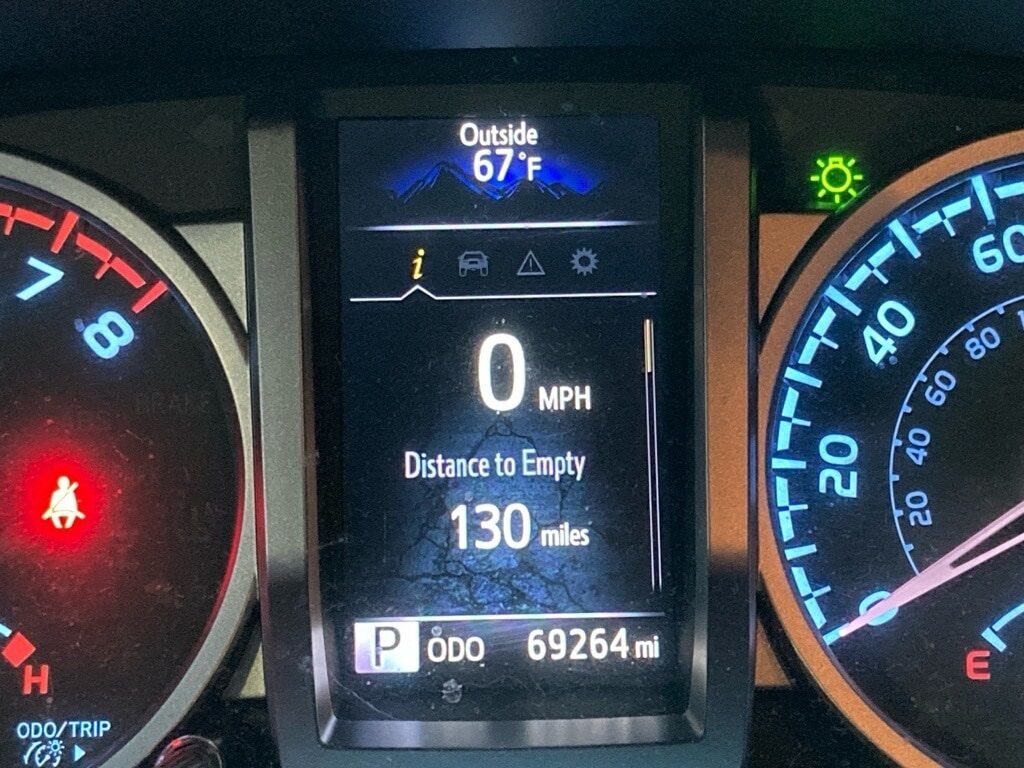 Outside
67°F
i
0 MPH
Distance to Empty
130 miles
P ODO 69264 mi
7
8
H
ODO/TRIP
60
40
20
0
80
60
40
20
E